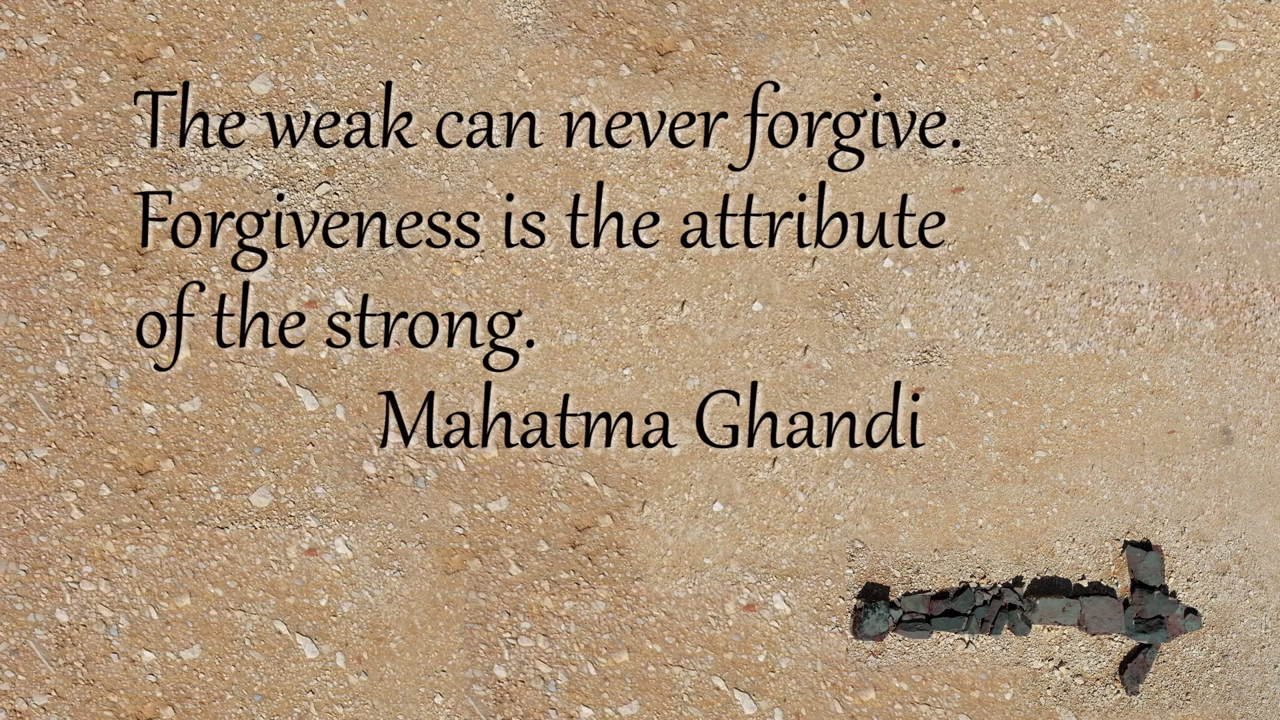 The weak can never forgive.
Forgiveness is the attribute
of the strong.
Mahatma Ghandi